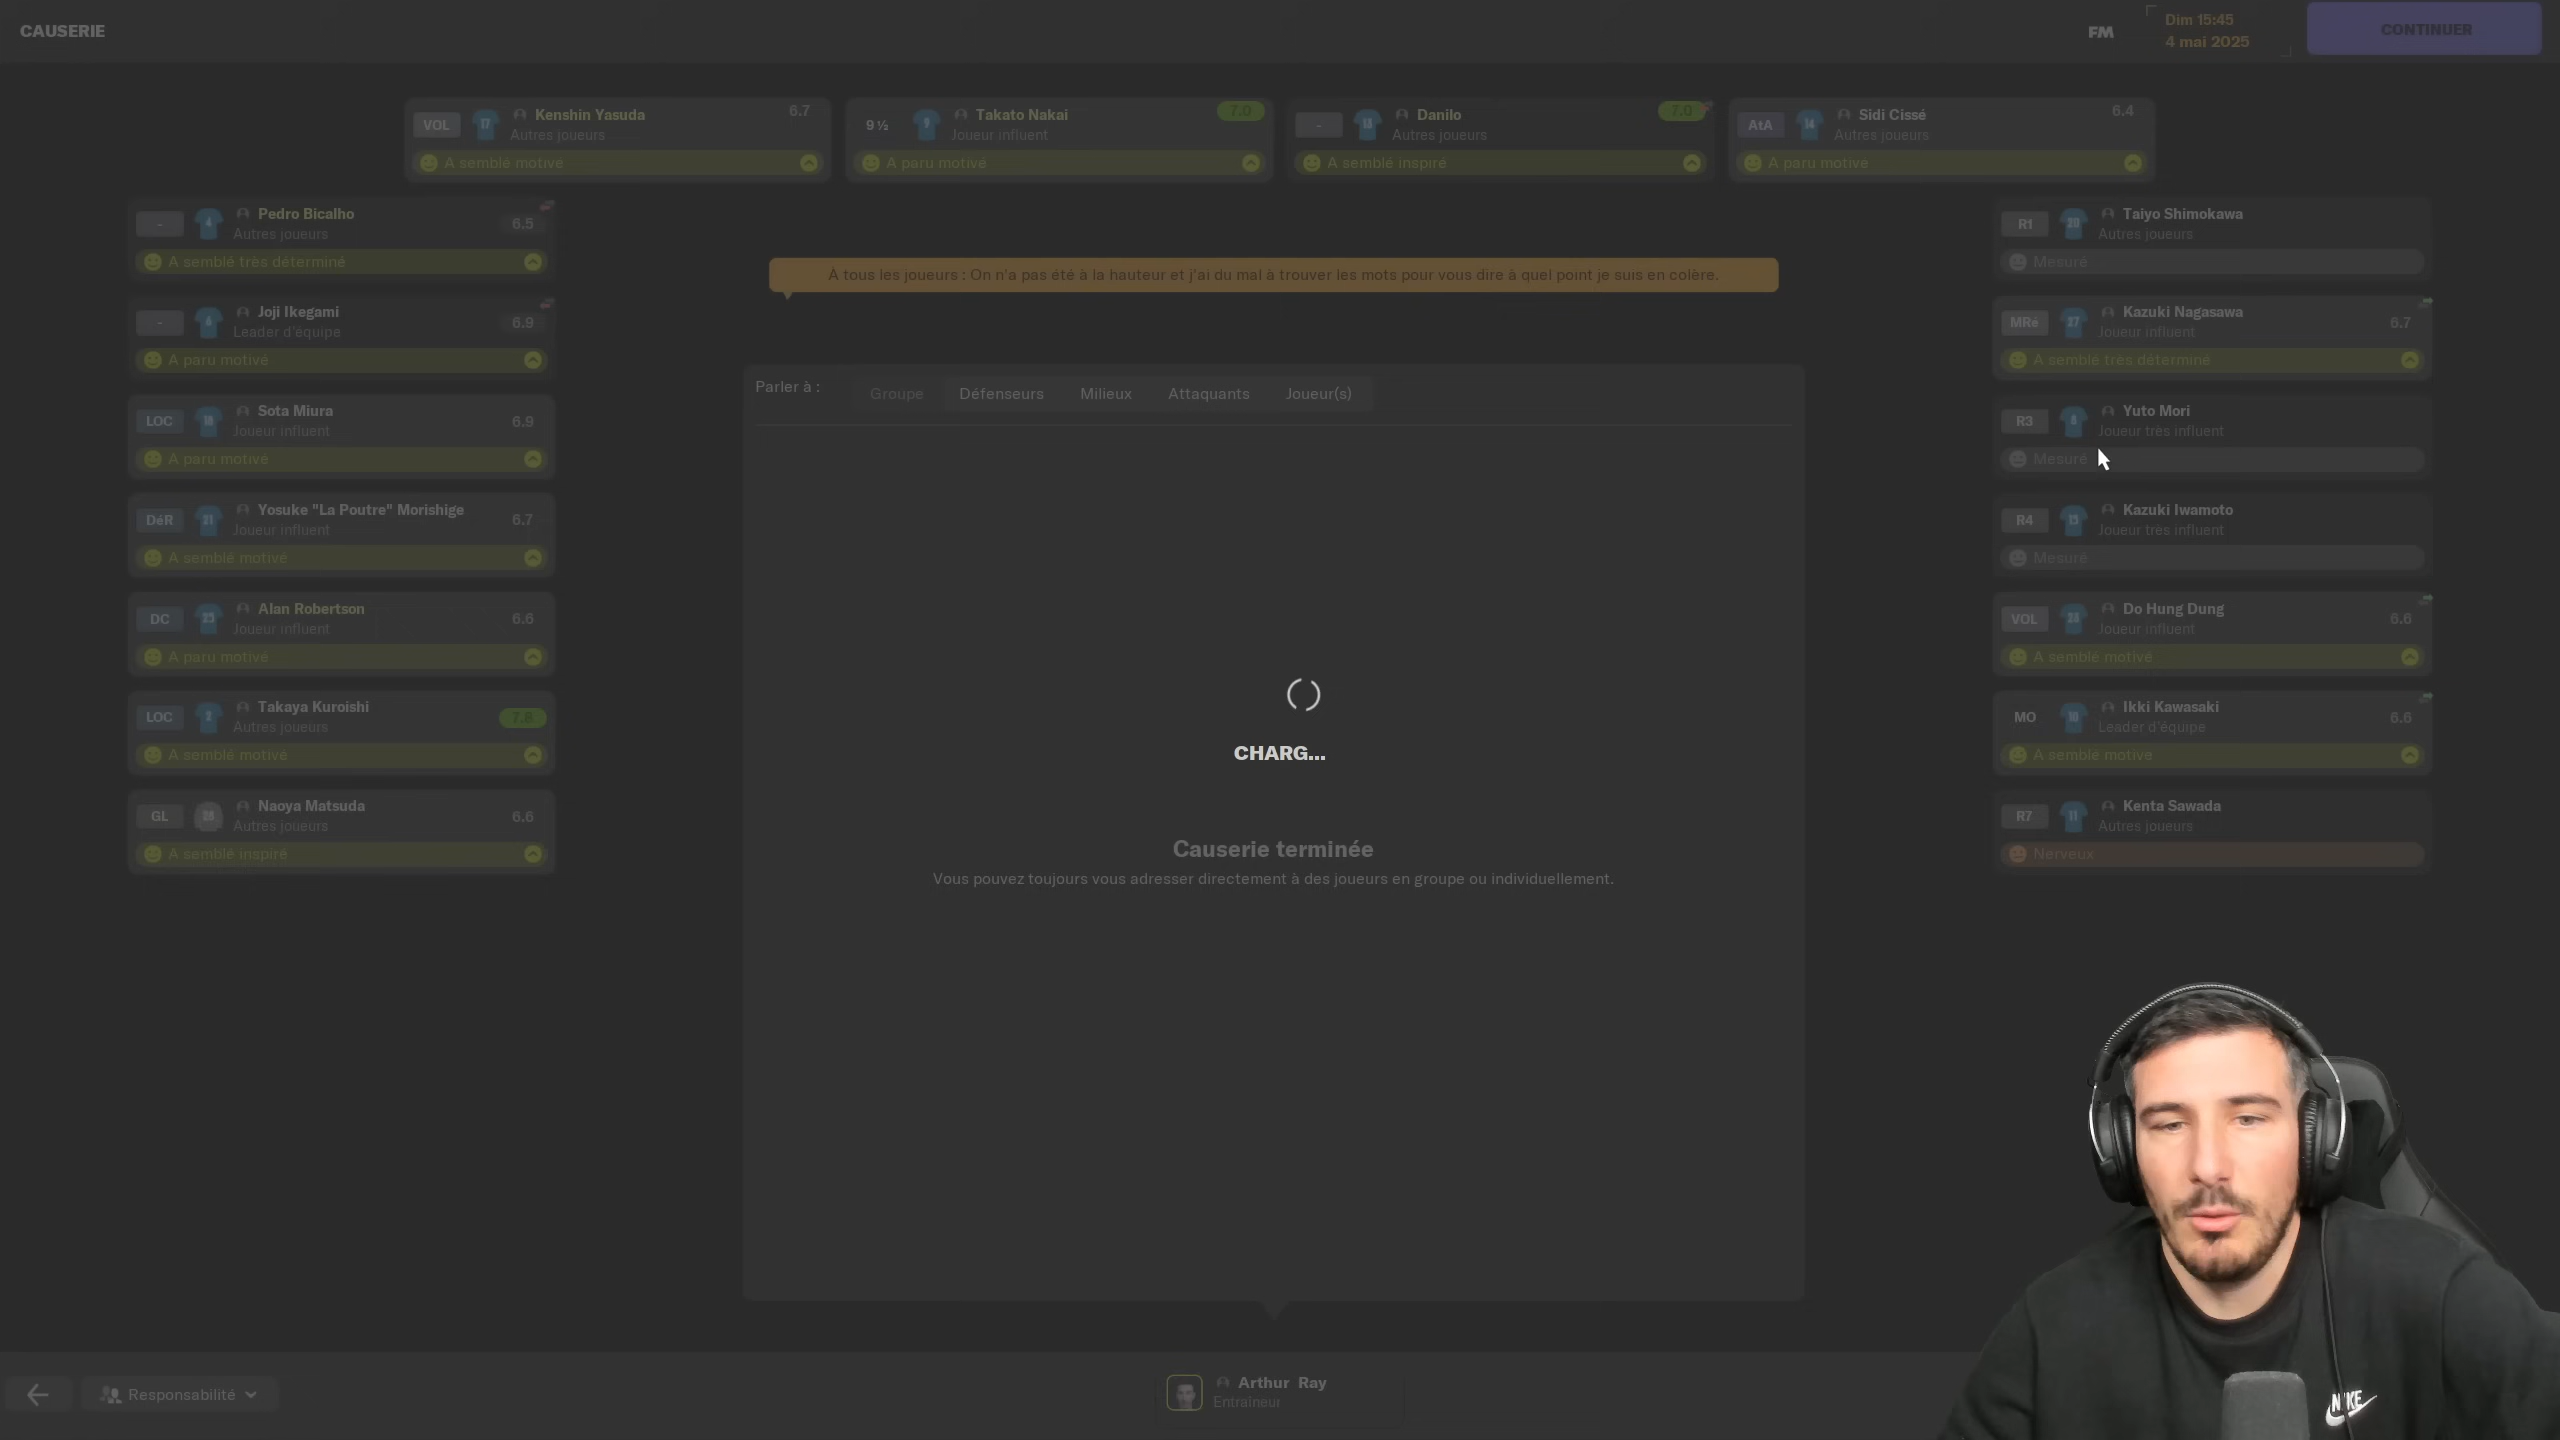 CAUSERIE
FM
Dim 15:45
4 mai 2025
CONTINUER
VOL 17 Kenshin Yasuda 6.7
Autres joueurs
A semblé motivé
9 ½ 9 Takato Nakai 7.0
Joueur influent
A paru motivé
- Danilo 7.0
Autres joueurs
A semblé inspiré
AtA 14 Sidi Cissé 6.4
Autres joueurs
A paru motivé
- 4 Pedro Bicalho 6.5
Autres joueurs
A semblé très déterminé
- 6 Joji Ikegami 6.9
Leader d'équipe
A paru motivé
LOC Sota Miura 6.9
Joueur influent
A paru motivé
DéR Yosuke "La Poutre" Morishige 6.7
Joueur influent
A semblé motivé
DC Alan Robertson 6.6
Joueur influent
A paru motivé
LOC 2 Takaya Kuroishi 7.8
Autres joueurs
A semblé motivé
GL Naoya Matsuda 6.6
Autres joueurs
A semblé inspiré
À tous les joueurs : On n'a pas été à la hauteur et j'ai du mal à trouver les mots pour vous dire à quel point je suis en colère.
Parler à : Groupe Défenseurs Milieux Attaquants Joueur(s)
CHARG...
Causerie terminée
Vous pouvez toujours vous adresser directement à des joueurs en groupe ou individuellement.
R1 Taiyo Shimokawa
Autres joueurs
Mesuré
MRé Kazuki Nagasawa 6.7
Joueur influent
A semblé très déterminé
R3 Yuto Mori
Joueur très influent
Mesuré
R4 Kazuki Iwamoto
Joueur très influent
Mesuré
VOL Do Hung Dung 6.6
Joueur influent
A semblé motivé
MO 10 Ikki Kawasaki 6.6
Leader d'équipe
A semblé motivé
R7 11 Kenta Sawada
Autres joueurs
Nerveux
Responsabilité
Arthur Ray
Entraîneur
NIKE